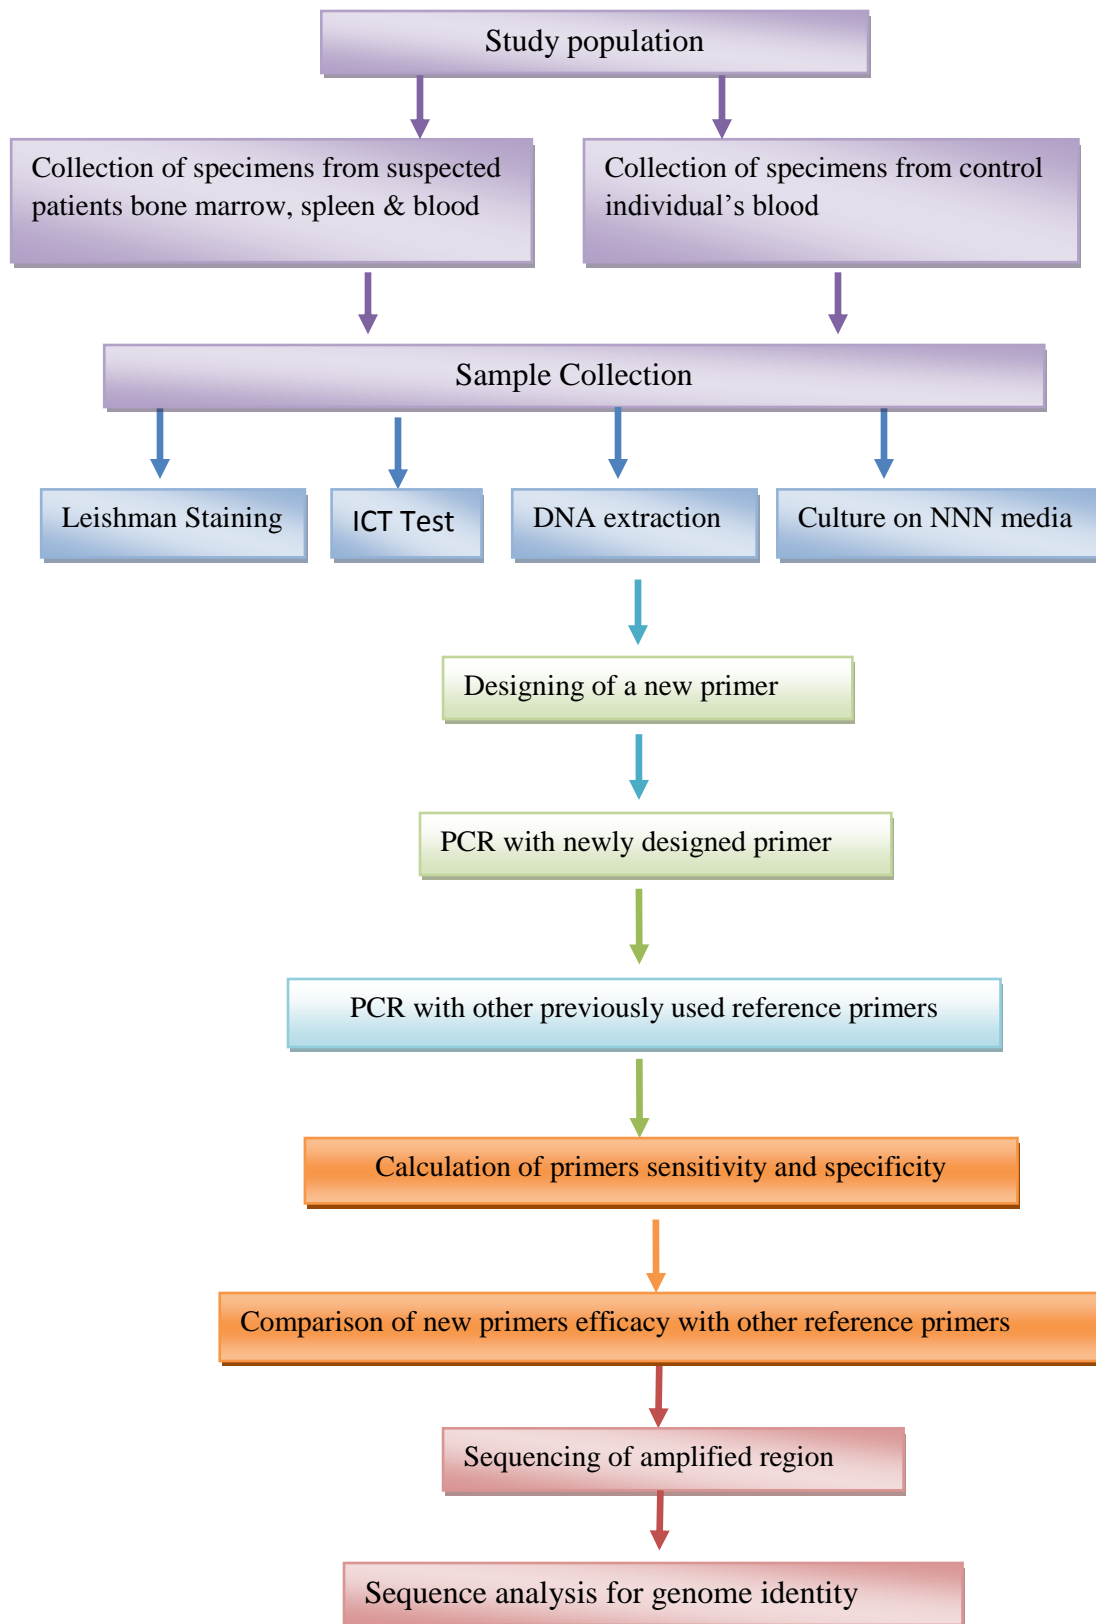 Study population
Collection of specimens from suspected
patients bone marrow, spleen & blood
Collection of specimens from control
individual’s blood
Sample Collection
Leishman Staining
ICT Test
DNA extraction
Culture on NNN media
Designing of a new primer
PCR with newly designed primer
PCR with other previously used reference primers
Calculation of primers sensitivity and specificity
Comparison of new primers efficacy with other reference primers
Sequencing of amplified region
Sequence analysis for genome identity